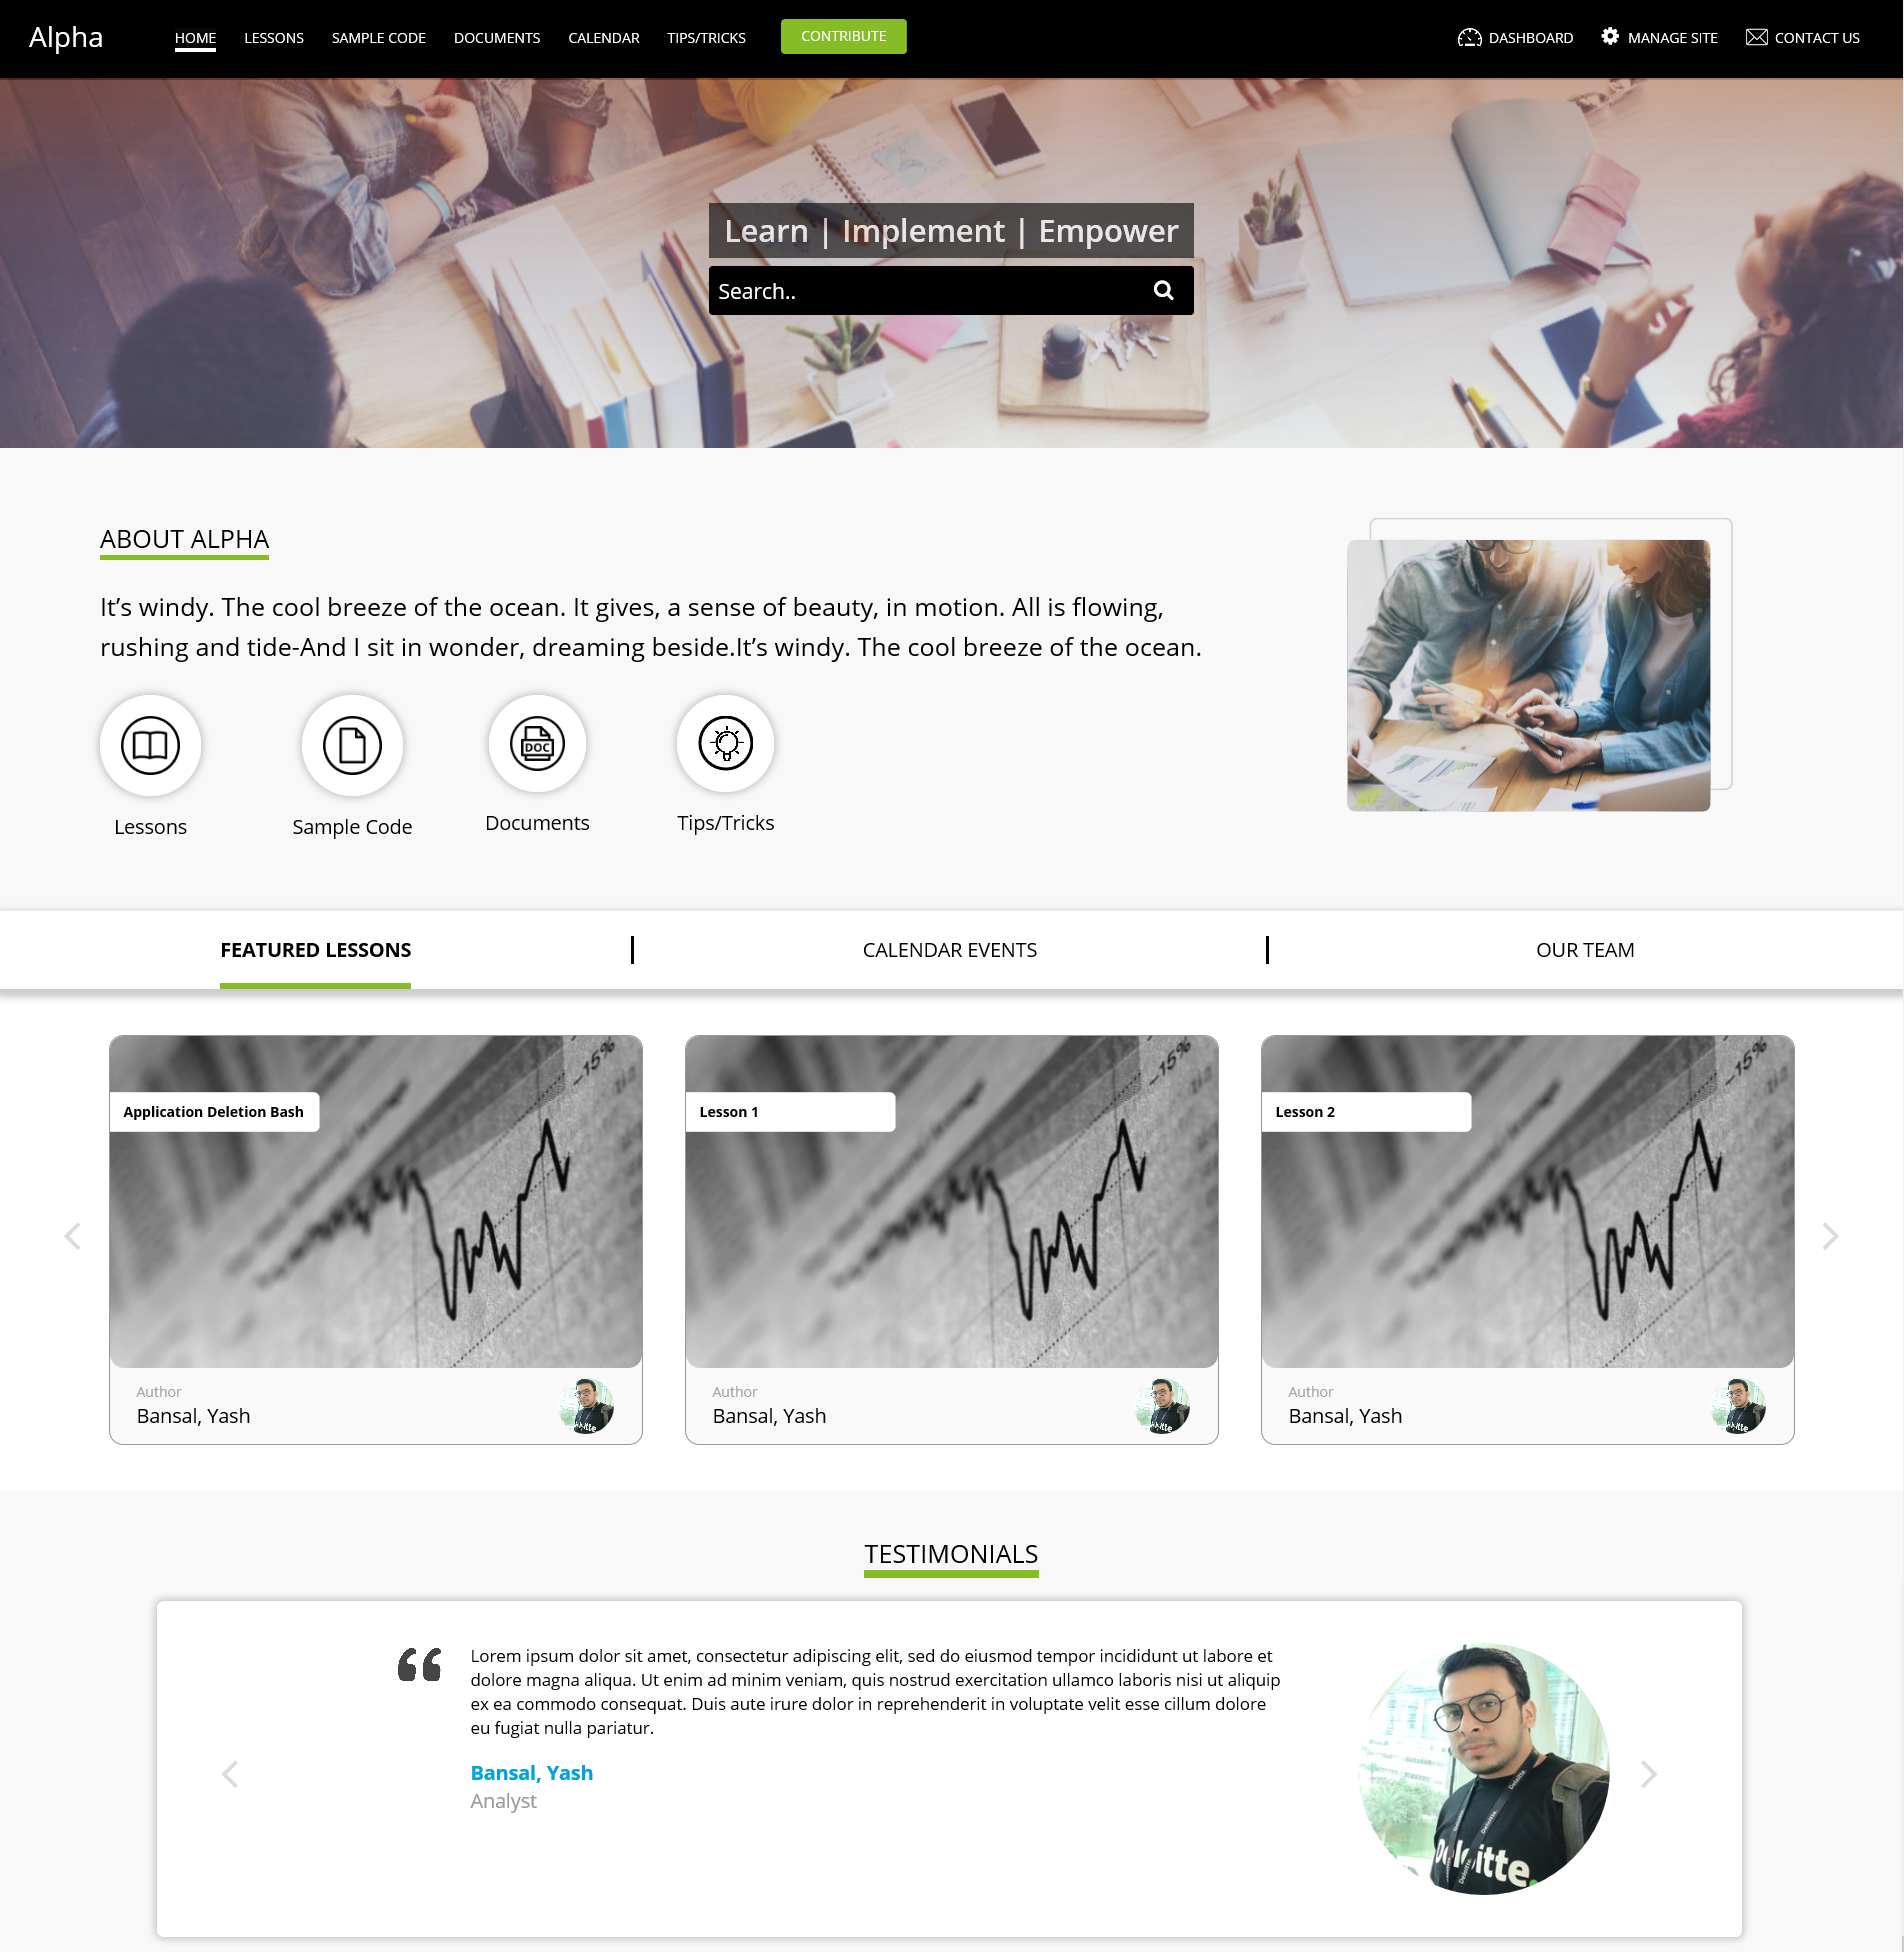 Alpha
HOME
LESSONS
SAMPLE CODE
DOCUMENTS
CALENDAR
TIPS/TRICKS
CONTRIBUTE
DASHBOARD
MANAGE SITE
CONTACT US
Learn | Implement | Empower
Search..
ABOUT ALPHA
It’s windy. The cool breeze of the ocean. It gives, a sense of beauty, in motion. All is flowing,
rushing and tide-And I sit in wonder, dreaming beside.It’s windy. The cool breeze of the ocean.
DOC
Lessons
Sample Code
Documents
Tips/Tricks
FEATURED LESSONS
CALENDAR EVENTS
OUR TEAM
-15%
Application Deletion Bash
Author
Bansal, Yash
-15%
Lesson 1
Author
Bansal, Yash
-15%
Lesson 2
Author
Bansal, Yash
TESTIMONIALS
Lorem ipsum dolor sit amet, consectetur adipiscing elit, sed do eiusmod tempor incididunt ut labore et
dolore magna aliqua. Ut enim ad minim veniam, quis nostrud exercitation ullamco laboris nisi ut aliquip
ex ea commodo consequat. Duis aute irure dolor in reprehenderit in voluptate velit esse cillum dolore
eu fugiat nulla pariatur.
Bansal, Yash
Analyst
Deloitte
Deloitte
Deloitte.